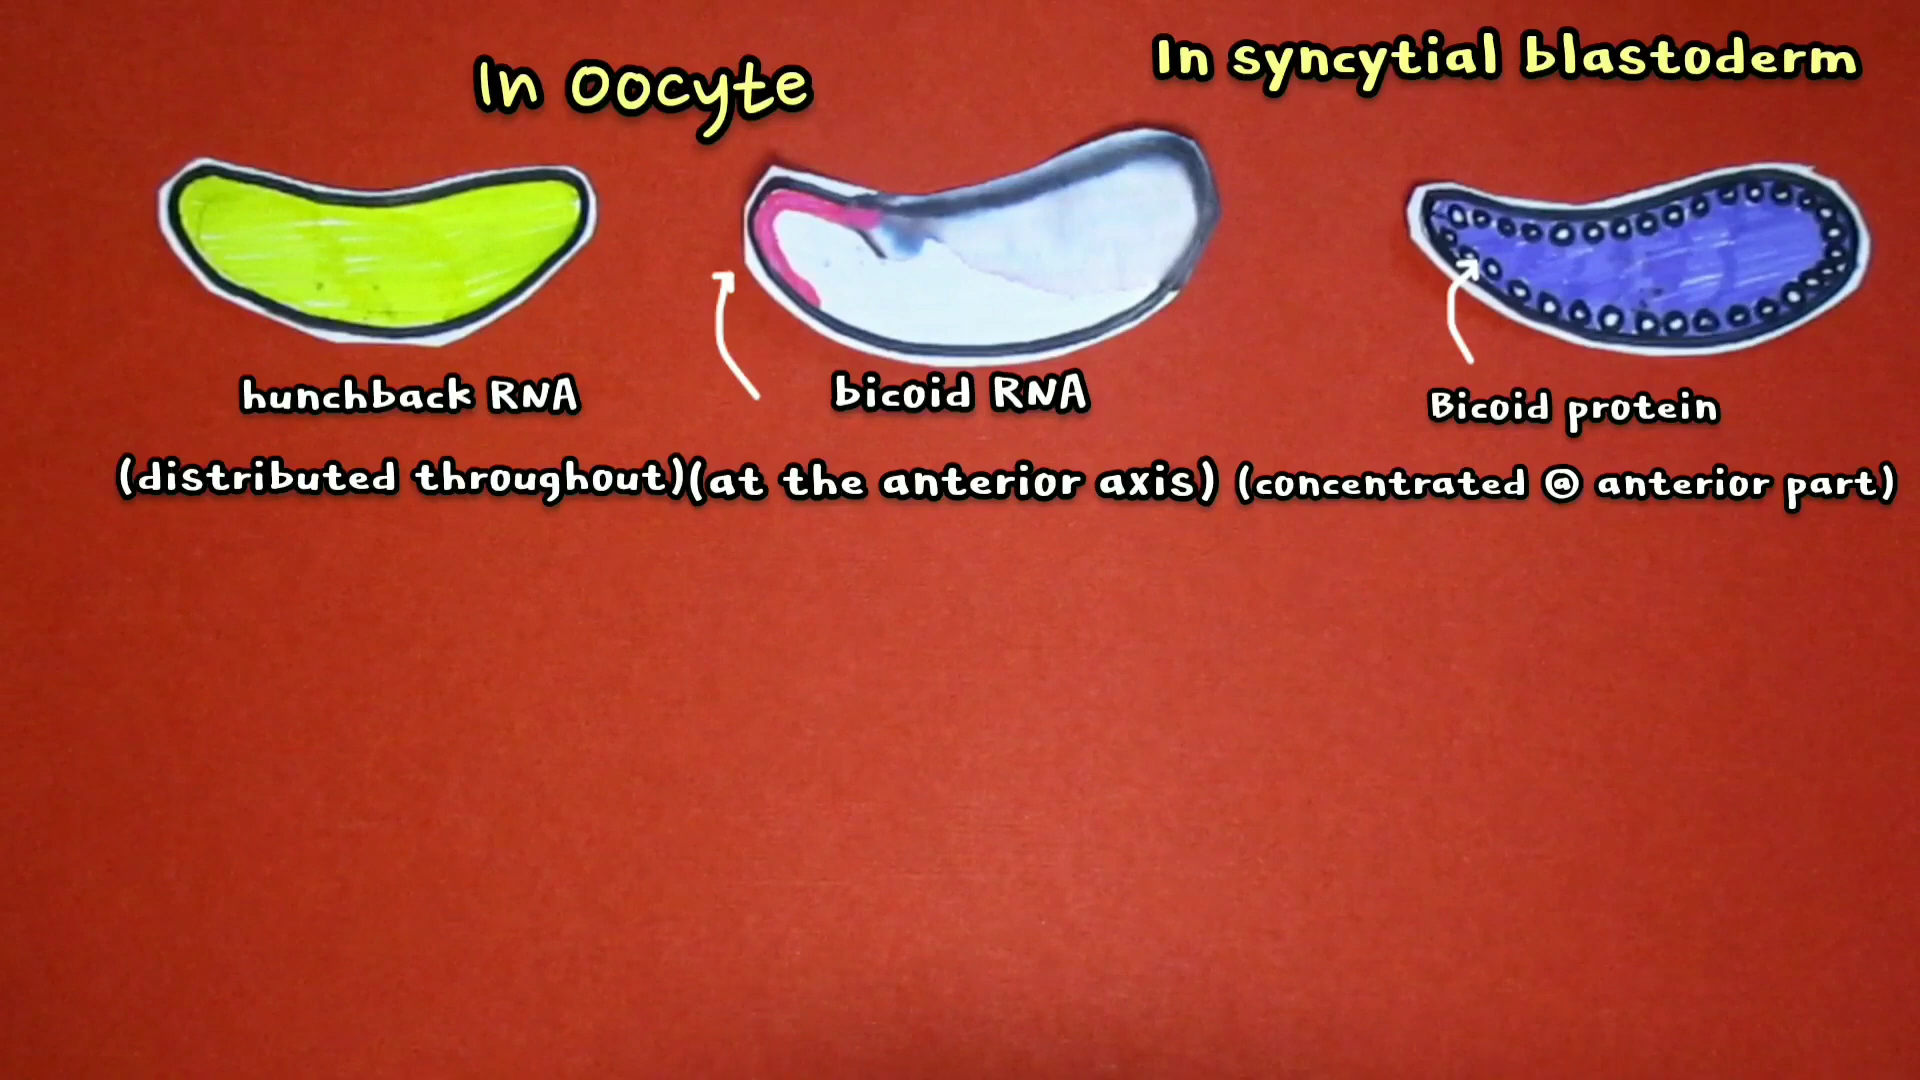 In Oocyte
In syncytial blastoderm
hunchback RNA
(distributed throughout)
bicoid RNA
(at the anterior axis)
Bicoid protein
(concentrated @ anterior part)